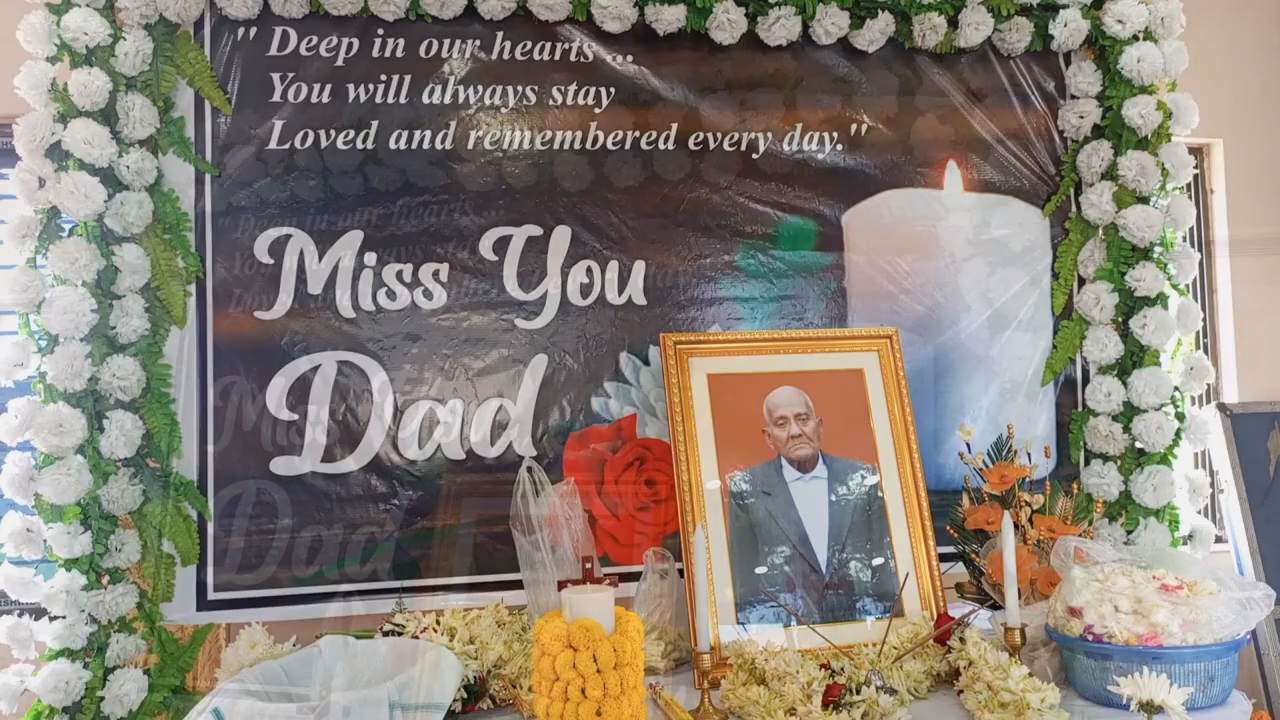 " Deep in our hearts ...
You will always stay
Loved and remembered every day."
Miss You
Dad